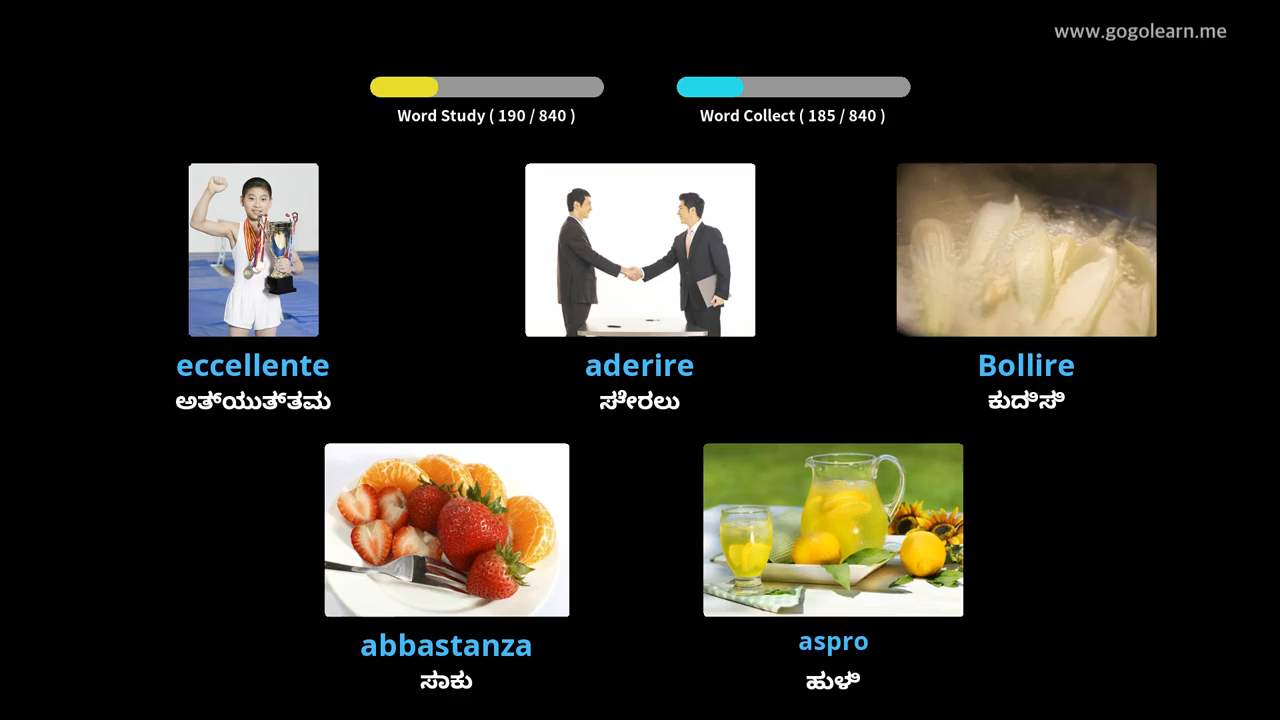 www.gogolearn.me
Word Study ( 190 / 840 )
Word Collect ( 185 / 840 )
eccellente
ಅತ್ಯುತ್ತಮ
aderire
ಸೇರಲು
Bollire
ಕುದಿಸಿ
abbastanza
ಸಾಕು
aspro
ಹುಳಿ